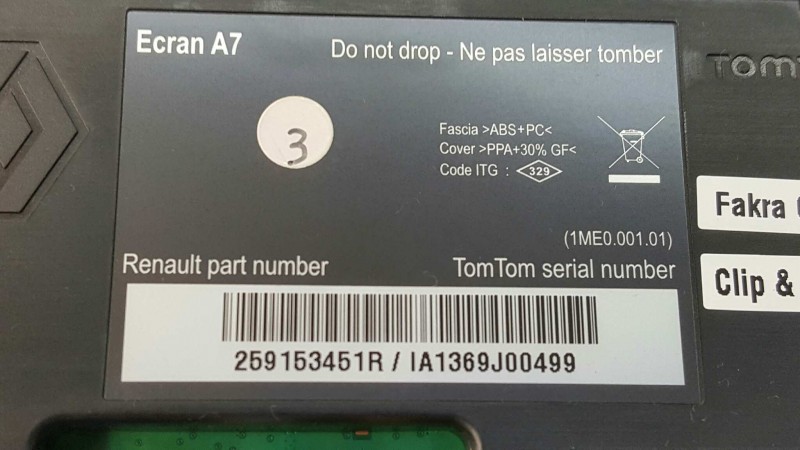 Ecran A7
Do not drop - Ne pas laisser tomber
TOM
3
Fascia >ABS+PC<
Cover >PPA+30% GF<
Code ITG : 329
Fakra
(1ME0.001.01)
Renault part number
TomTom serial number
Clip &
259153451R / IA1369J00499